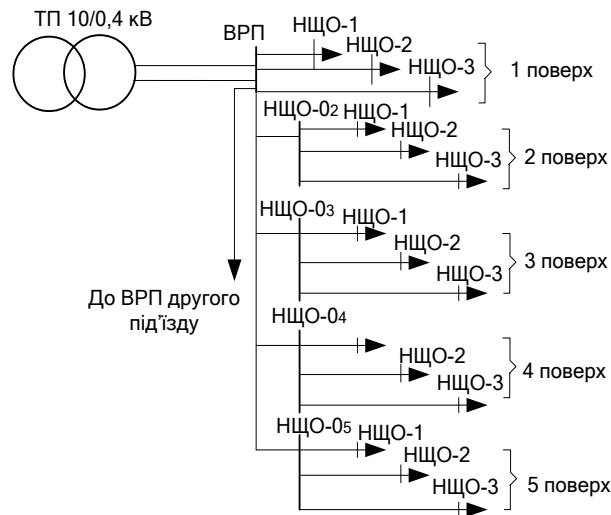 ТП 10/0,4 кВ
ВРП
НЩО-1
НЩО-2
НЩО-3
1 поверх
НЩО-02
НЩО-1
НЩО-2
НЩО-3
2 поверх
НЩО-03
НЩО-1
НЩО-2
НЩО-3
3 поверх
До ВРП другого
під'їзду
НЩО-04
НЩО-2
НЩО-3
4 поверх
НЩО-05
НЩО-1
НЩО-2
НЩО-3
5 поверх